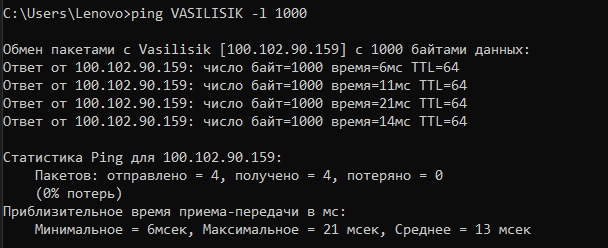 C:\Users\Lenovo>ping VASILISIK -l 1000
Обмен пакетами с Vasilisik [100.102.90.159] с 1000 байтами данных:
Ответ от 100.102.90.159: число байт=1000 время=6мс TTL=64
Ответ от 100.102.90.159: число байт=1000 время=11мс TTL=64
Ответ от 100.102.90.159: число байт=1000 время=21мс TTL=64
Ответ от 100.102.90.159: число байт=1000 время=14мс TTL=64
Статистика Ping для 100.102.90.159:
Пакетов: отправлено = 4, получено = 4, потеряно = 0
(0% потерь)
Приблизительное время приема-передачи в мс:
Минимальное = 6мсек, Максимальное = 21 мсек, Среднее = 13 мсек